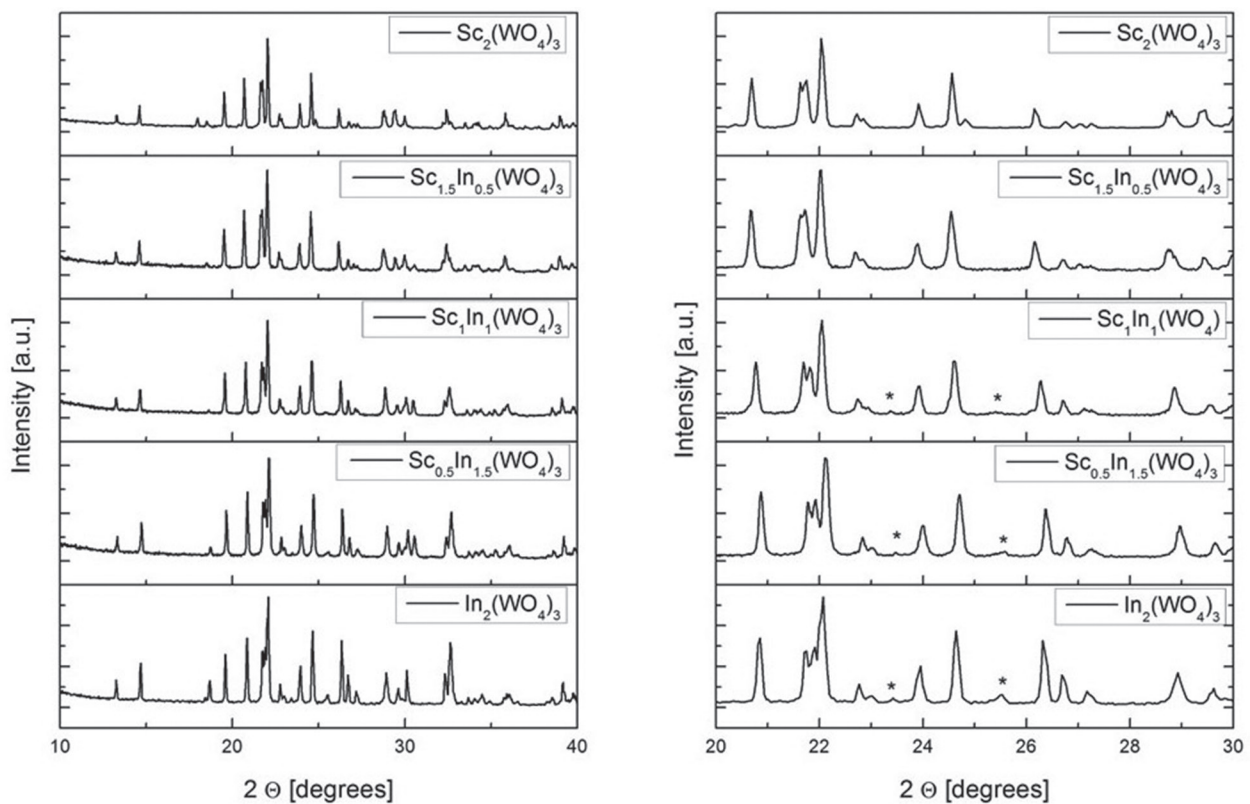 Sc₂(WO₄)₃
Sc₁.₅In₀.₅(WO₄)₃
Sc₁In₁(WO₄)₃
Sc₀.₅In₁.₅(WO₄)₃
In₂(WO₄)₃
Intensity [a.u.]
10 20 30 40
2 Θ [degrees]
Sc₂(WO₄)₃
Sc₁.₅In₀.₅(WO₄)₃
Sc₁In₁(WO₄)
* *
Sc₀.₅In₁.₅(WO₄)₃
* *
In₂(WO₄)₃
* *
Intensity [a.u.]
20 22 24 26 28 30
2 Θ [degrees]